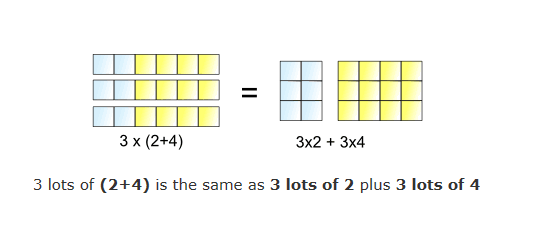 =
3 x (2+4)
3x2 + 3x4
3 lots of (2+4) is the same as 3 lots of 2 plus 3 lots of 4